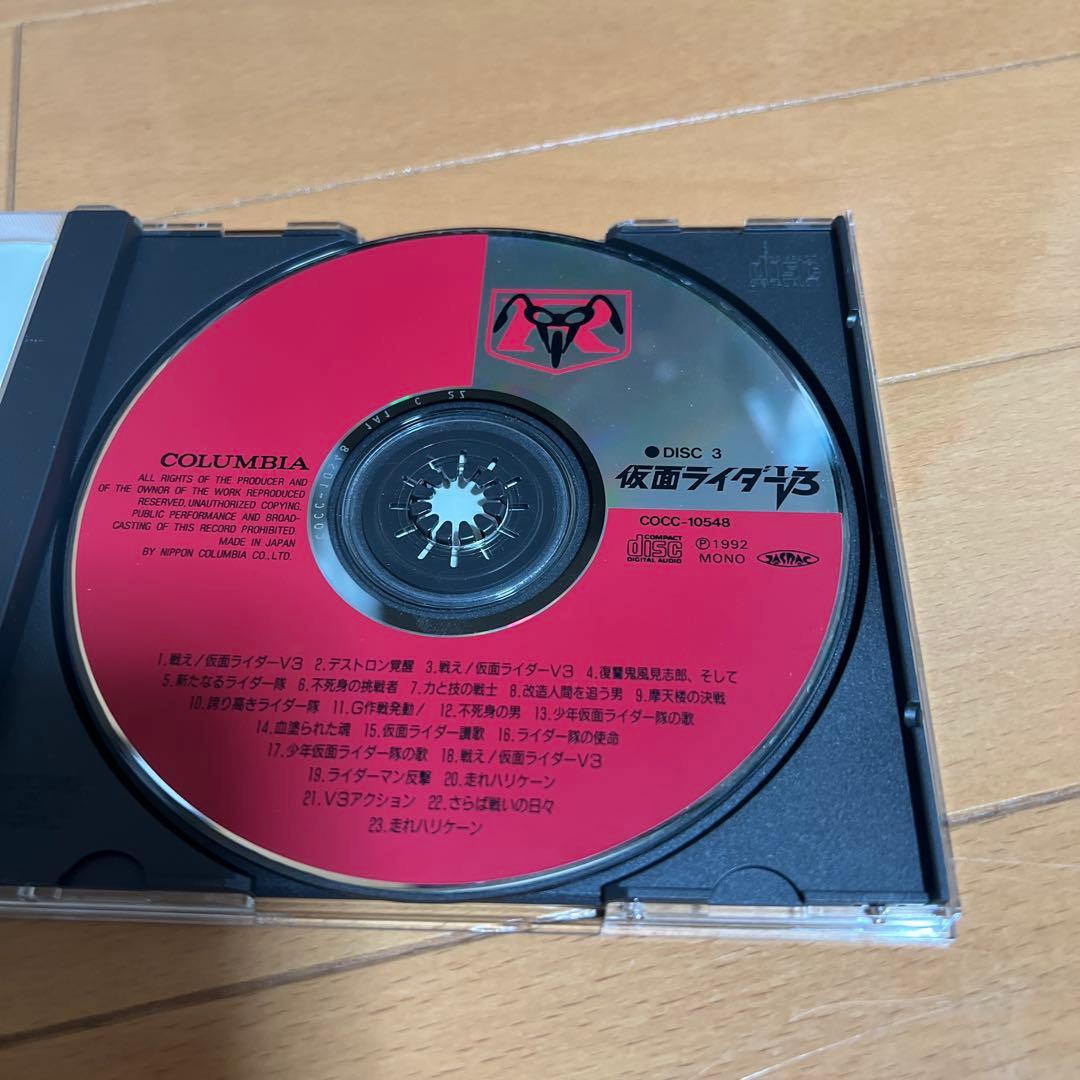 ● DISC 3
仮面ライダーV3
COCC-10548
COMPACT
disc
DIGITAL AUDIO
Ⓟ1992
MONO
JASRAC
COLUMBIA
ALL RIGHTS OF THE PRODUCER AND
OF THE OWNER OF THE WORK REPRODUCED
RESERVED, UNAUTHORIZED COPYING,
PUBLIC PERFORMANCE AND BROAD-
CASTING OF THIS RECORD PROHIBITED.
MADE IN JAPAN
BY NIPPON COLUMBIA CO., LTD.
1.戦え!仮面ライダーV3 2.デストロン覚醒 3.戦え!仮面ライダーV3 4.復讐鬼風見志郎、そして
5.新たなるライダー隊 6.不死身の挑戦者 7.力と技の戦士 8.改造人間を追う男 9.摩天楼の決戦
10.誇り高きライダー隊 11.G作戦発動! 12.不死身の男 13.少年仮面ライダー隊の歌
14.血塗られた魂 15.仮面ライダー讃歌 16.ライダー隊の使命
17.少年仮面ライダー隊の歌 18.戦え!仮面ライダーV3
19.ライダーマン反撃 20.走れハリケーン
21.V3アクション 22.さらば戦いの日々
23.走れハリケーン